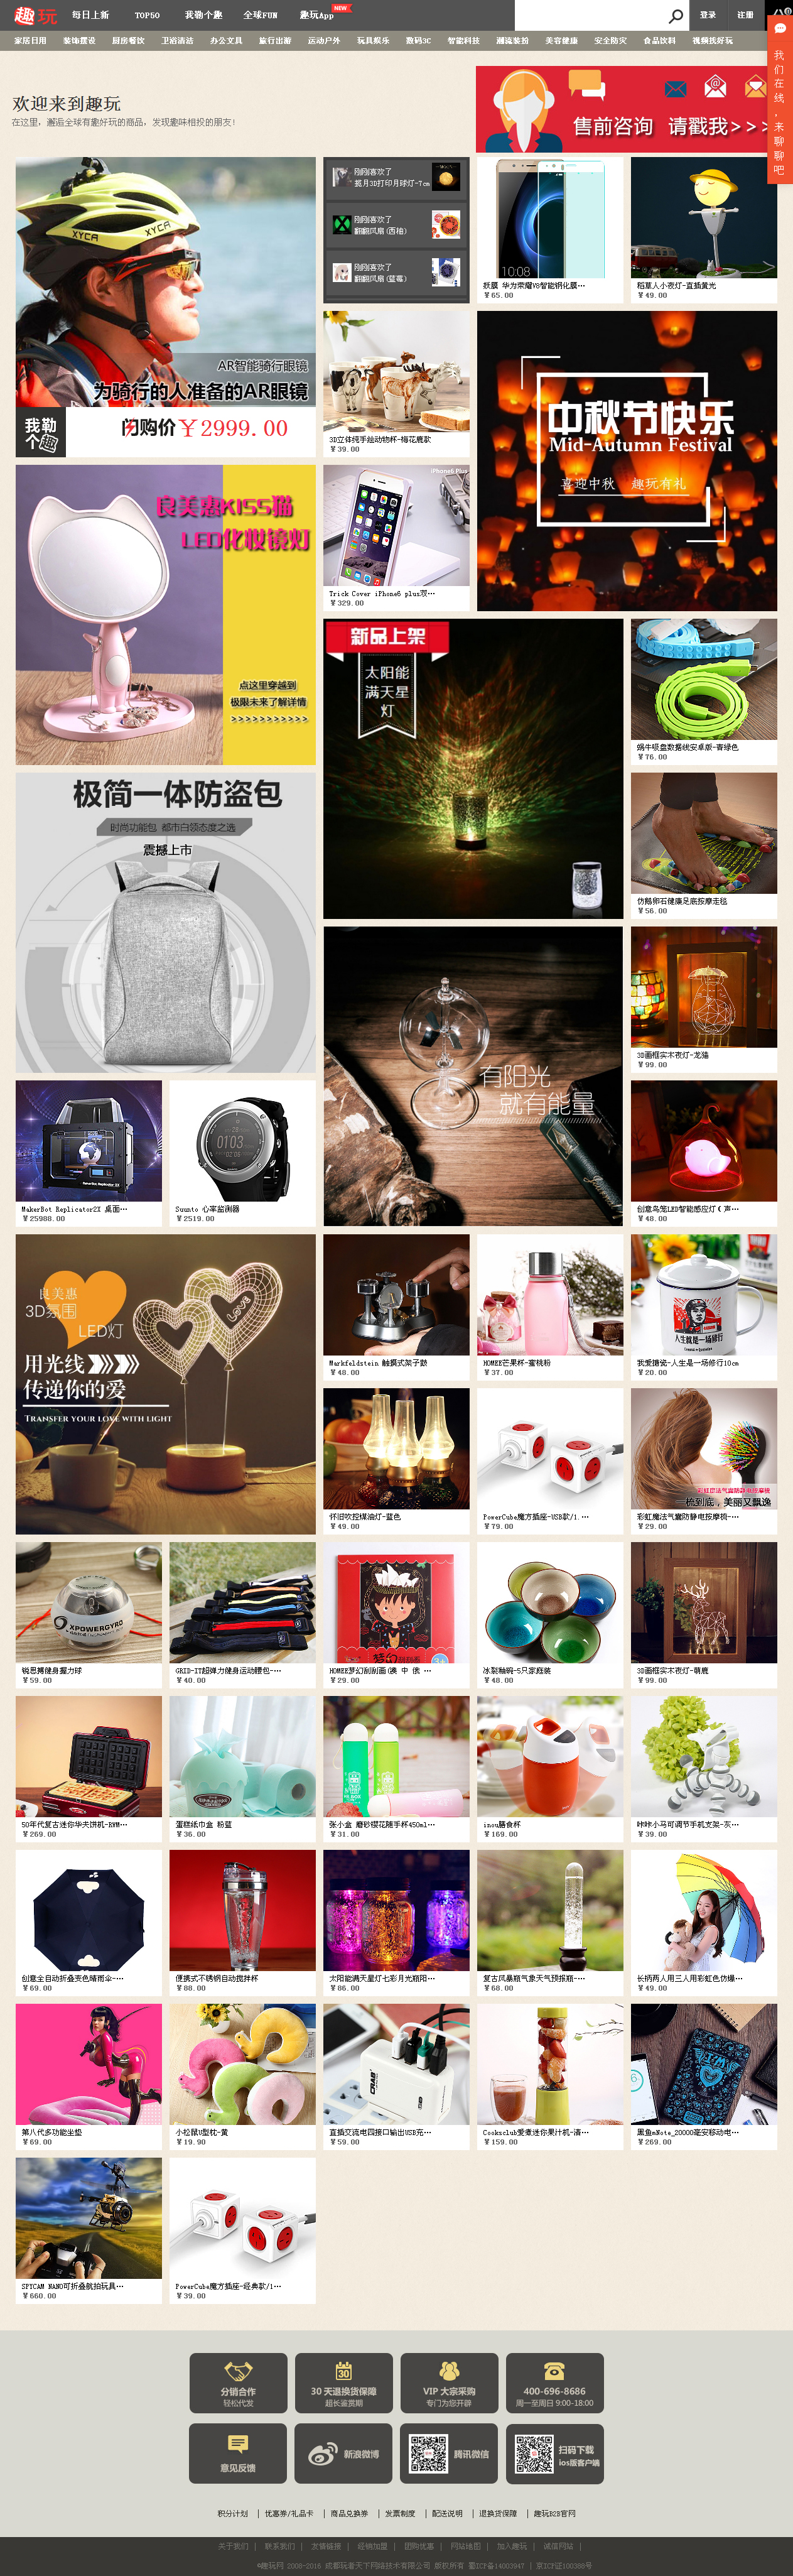 趣玩 每日上新 TOP50 我勒个趣 全球FUN 趣玩App NEW 登录 注册 0
家居日用 装饰摆设 厨房餐饮 卫浴清洁 办公文具 旅行出游 运动户外 玩具娱乐 数码3C 智能科技 潮流装扮 美容健康 安全防灾 食品饮料 视频找好玩
我们在线，来聊聊吧
欢迎来到趣玩
在这里，邂逅全球有趣好玩的商品，发现趣味相投的朋友！
售前咨询 请戳我>>>
XYCA
XYCA
AR智能骑行眼镜
为骑行的人准备的AR眼镜
我勒个趣
闪购价￥2999.00
刚刚喜欢了
揽月3D打印月球灯-7cm
刚刚喜欢了
翩翩风扇(西柚)
刚刚喜欢了
翩翩风扇(蓝莓)
10:08
妖膜 华为荣耀V8智能钢化膜…
￥65.00
稻草人小夜灯-直插黄光
￥49.00
3D立体纯手绘动物杯-梅花鹿款
￥39.00
中秋节快乐
Mid-Autumn Festival
喜迎中秋 趣玩有礼
良美惠KISS猫
LED化妆镜灯
点这里穿越到
极限未来了解详情
>>>>>>>>>>>
iPhone6 Plus
Trick Cover iPhone6 plus双…
￥329.00
新品上架
太阳能
满天星
灯
蜗牛吸盘数据线安卓版-青绿色
￥76.00
极简一体防盗包
时尚功能包 都市白领态度之选
震撼上市
仿鹅卵石健康足底按摩走毯
￥56.00
有阳光
就有能量
3D画框实木夜灯-龙猫
￥99.00
MakerBot Replicator2X 桌面…
￥25988.00
Suunto 心率监测器
￥2519.00
创意鸟笼LED智能感应灯(声…
￥48.00
良美惠
3D氛围
LED灯
用光线
传递你的爱
TRANSFER YOUR LOVE WITH LIGHT
Love
Markfeldstein 触摸式架子鼓
￥48.00
HOMEE芒果杯-蜜桃粉
￥37.00
人生就是一场修行
我爱搪瓷-人生是一场修行10cm
￥20.00
怀旧吹控煤油灯-蓝色
￥49.00
PowerCube魔方插座-USB款/1.…
￥79.00
一梳到底，美丽又飘逸
彩虹魔法气囊防静电按摩梳-…
￥29.00
XPOWERGYRO
锐思搏健身握力球
￥59.00
GRID-IT超弹力健身运动腰包-…
￥40.00
梦幻
HOMEE梦幻刮刮画(澳 中 俄 …
￥29.00
冰裂釉碗-5只家庭装
￥48.00
3D画框实木夜灯-萌鹿
￥99.00
50年代复古迷你华夫饼机-RWM…
￥269.00
蛋糕纸巾盒 粉蓝
￥36.00
张小盒 磨砂碳花随手杯450ml…
￥31.00
inou膳食杯
￥169.00
咔咔小马可调节手机支架-灰…
￥39.00
创意全自动折叠变色晴雨伞-…
￥69.00
便携式不锈钢自动搅拌杯
￥88.00
太阳能满天星灯七彩月光瓶阳…
￥86.00
复古风暴瓶气象天气预报瓶-…
￥68.00
长柄两人用三人用彩虹色仿爆…
￥49.00
第八代多功能坐垫
￥69.00
小松鼠U型枕-黄
￥19.90
CRAB
直插交流电四接口输出USB充…
￥59.00
Cooksclub爱煮迷你果汁机-清…
￥159.00
黑鱼mNote_20000毫安移动电…
￥269.00
SPYCAM NANO可折叠航拍玩具…
￥660.00
PowerCube魔方插座-经典款/1…
￥39.00
分销合作
轻松代发
30
30 天退换货保障
超长鉴赏期
VIP 大宗采购
专门为您开辟
400-696-8686
周一至周日 9:00-18:00
意见反馈
新浪微博
腾讯微信
扫码下载
ios版客户端
积分计划 | 优惠券/礼品卡 | 商品兑换券 | 发票制度 | 配送说明 | 退换货保障 | 趣玩B2B官网
关于我们 | 联系我们 | 友情链接 | 经销加盟 | 团购优惠 | 网站地图 | 加入趣玩 | 诚信网站 |
©趣玩网 2008-2016 成都玩者天下网络技术有限公司 版权所有 蜀ICP备14003947 | 京ICP证100386号